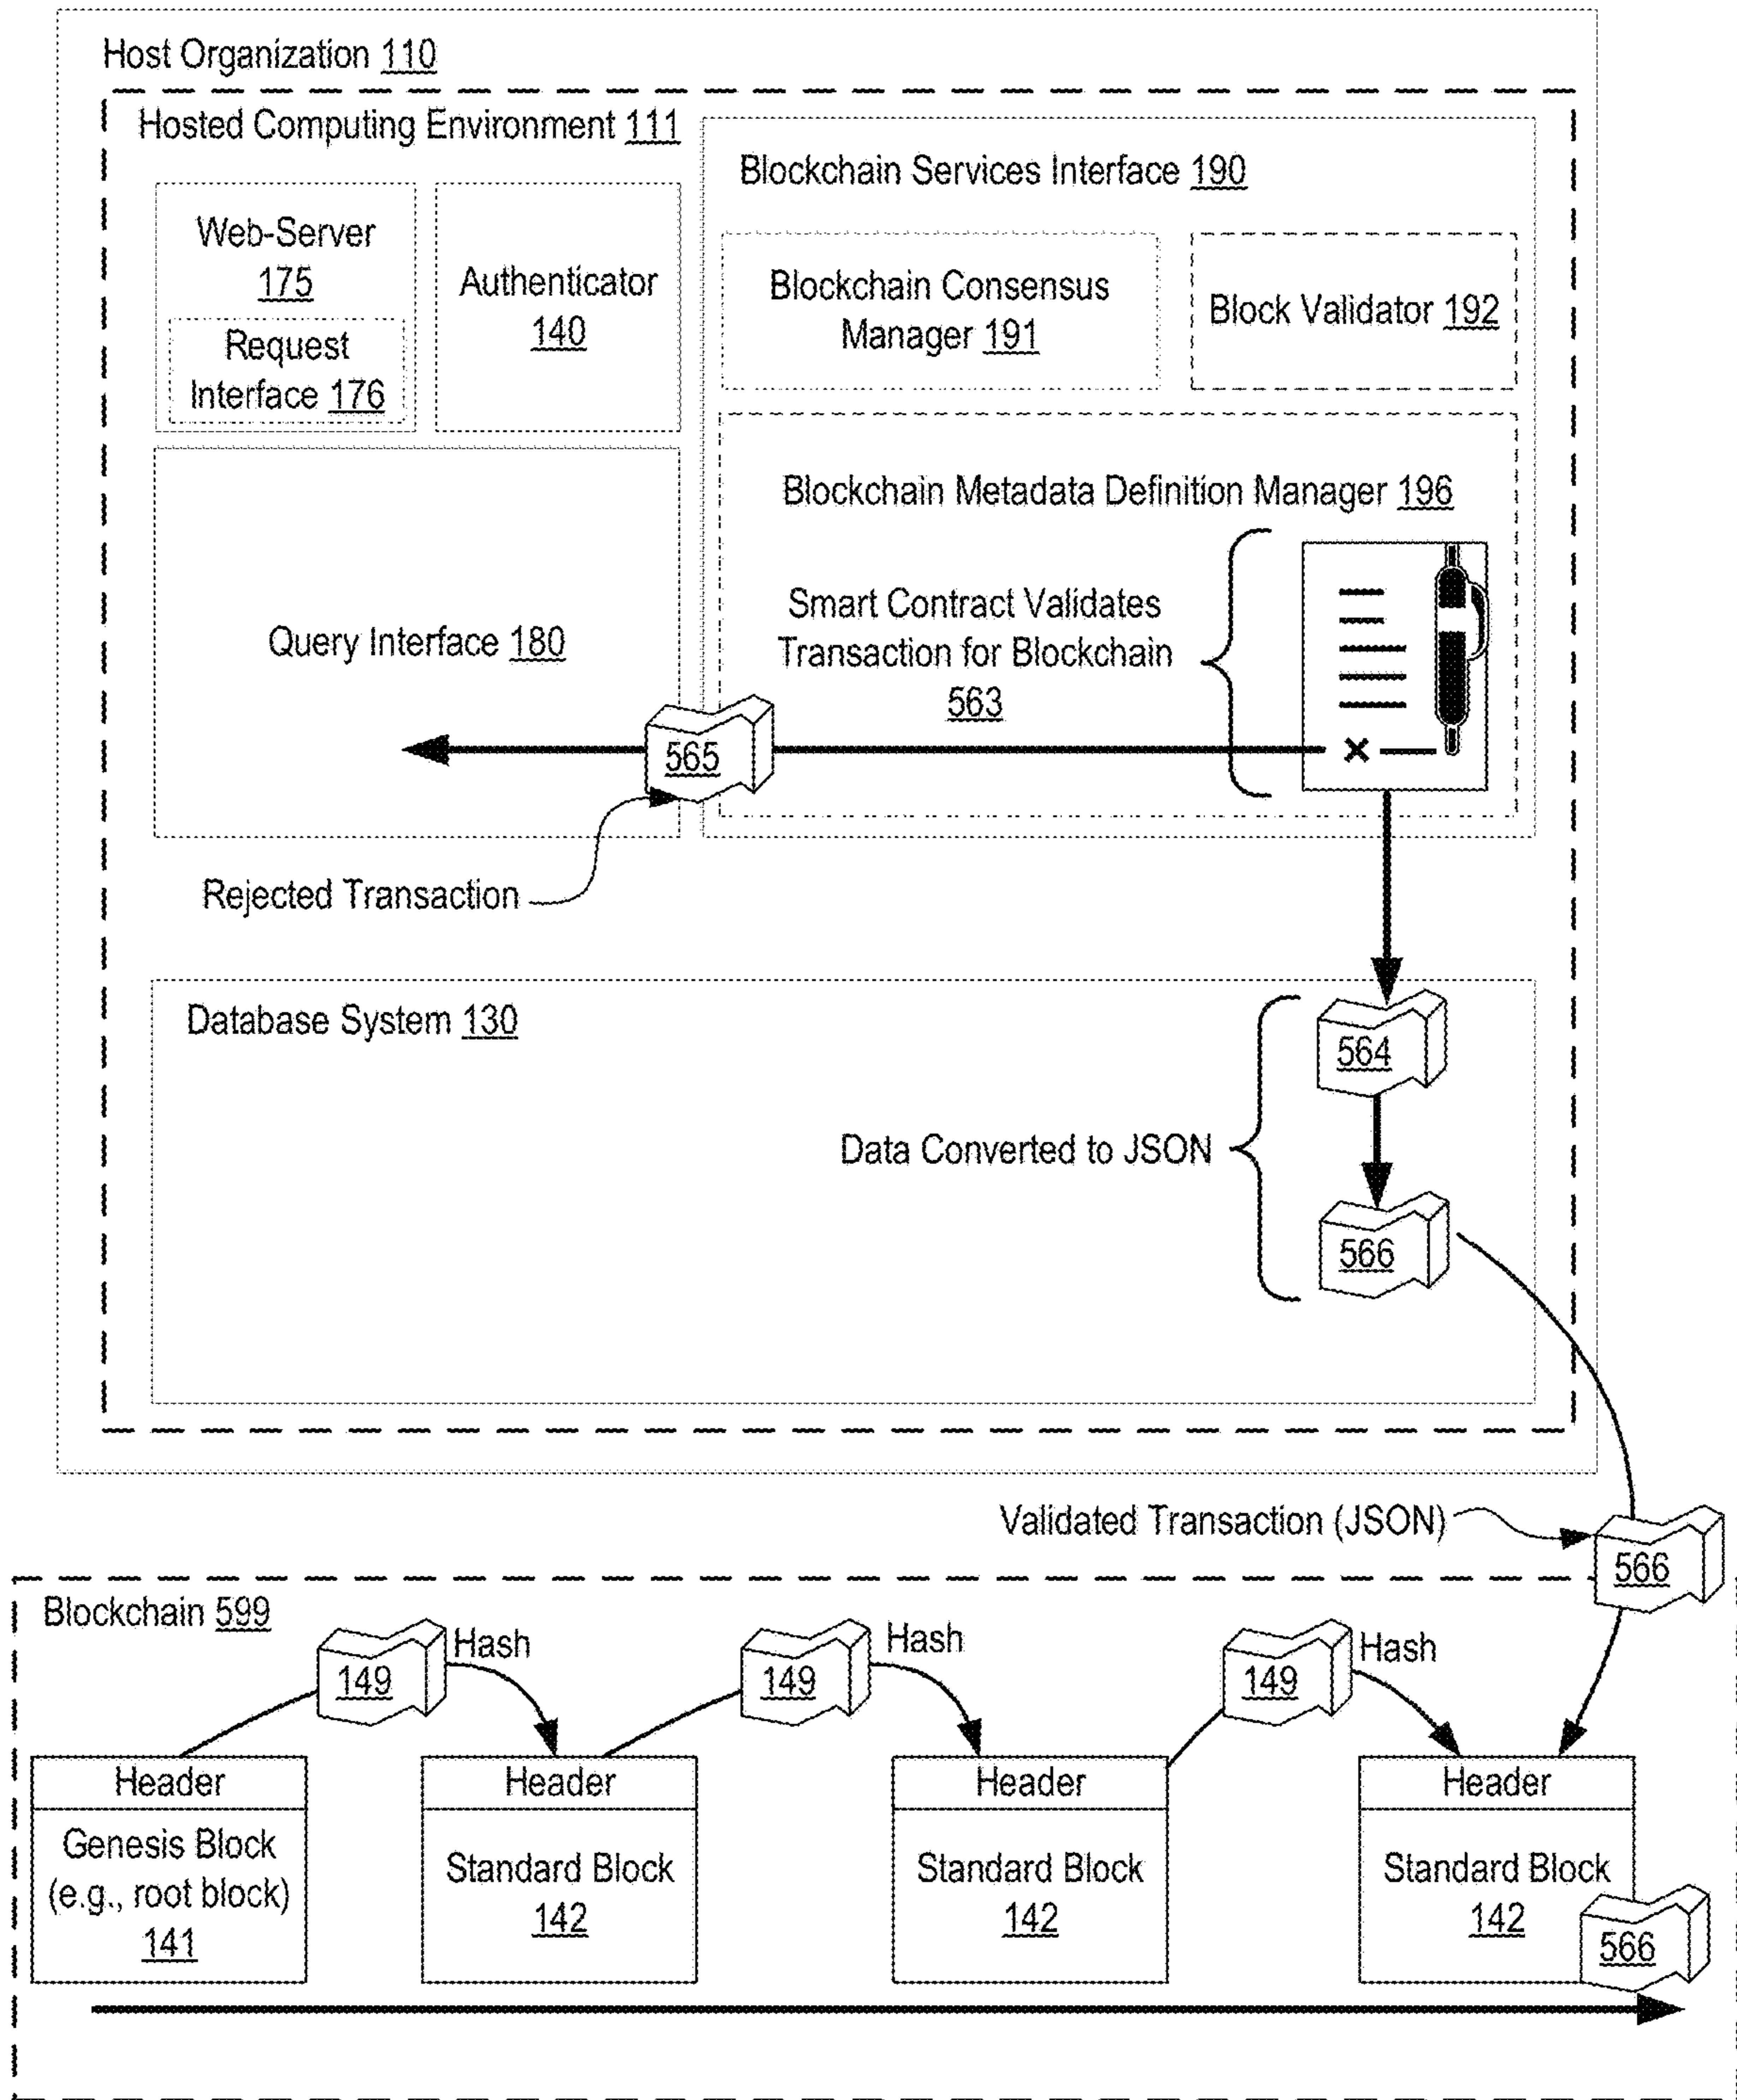 Host Organization 110
Hosted Computing Environment 111
Web-Server
175
Request
Interface 176
Authenticator
140
Blockchain Services Interface 190
Blockchain Consensus
Manager 191
Block Validator 192
Blockchain Metadata Definition Manager 196
Smart Contract Validates
Transaction for Blockchain
563
Query Interface 180
565
Rejected Transaction
Database System 130
564
Data Converted to JSON
566
Validated Transaction (JSON)
566
Blockchain 599
149
Hash
149
Hash
149
Hash
Header
Genesis Block
(e.g., root block)
141
Header
Standard Block
142
Header
Standard Block
142
Header
Standard Block
142
566